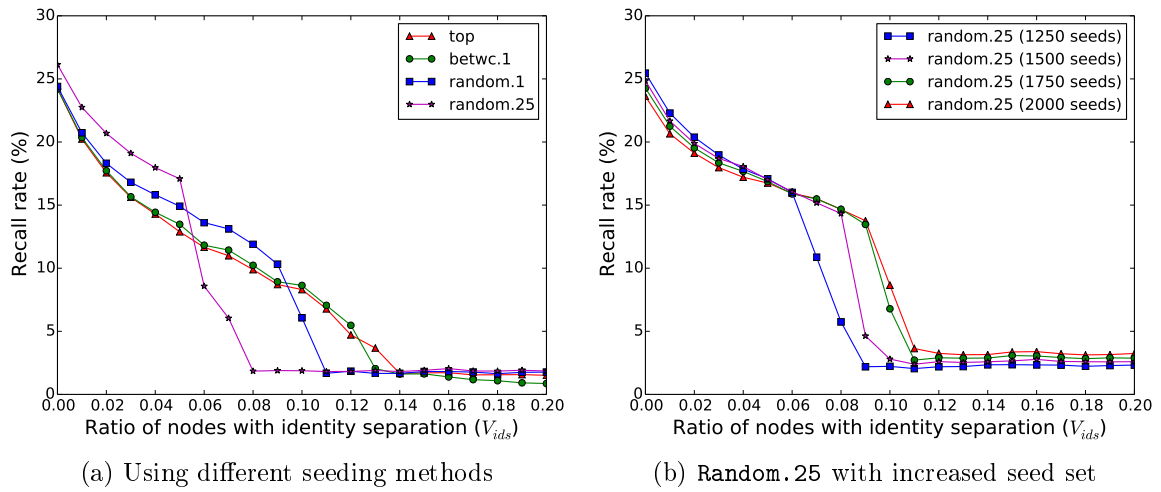 30
25
20
15
10
5
0
0.00 0.02 0.04 0.06 0.08 0.10 0.12 0.14 0.16 0.18 0.20
Recall rate (%)
Ratio of nodes with identity separation (V_ids)
top
betwc.1
random.1
random.25
(a) Using different seeding methods
30
25
20
15
10
5
0
0.00 0.02 0.04 0.06 0.08 0.10 0.12 0.14 0.16 0.18 0.20
Recall rate (%)
Ratio of nodes with identity separation (V_ids)
random.25 (1250 seeds)
random.25 (1500 seeds)
random.25 (1750 seeds)
random.25 (2000 seeds)
(b) Random.25 with increased seed set